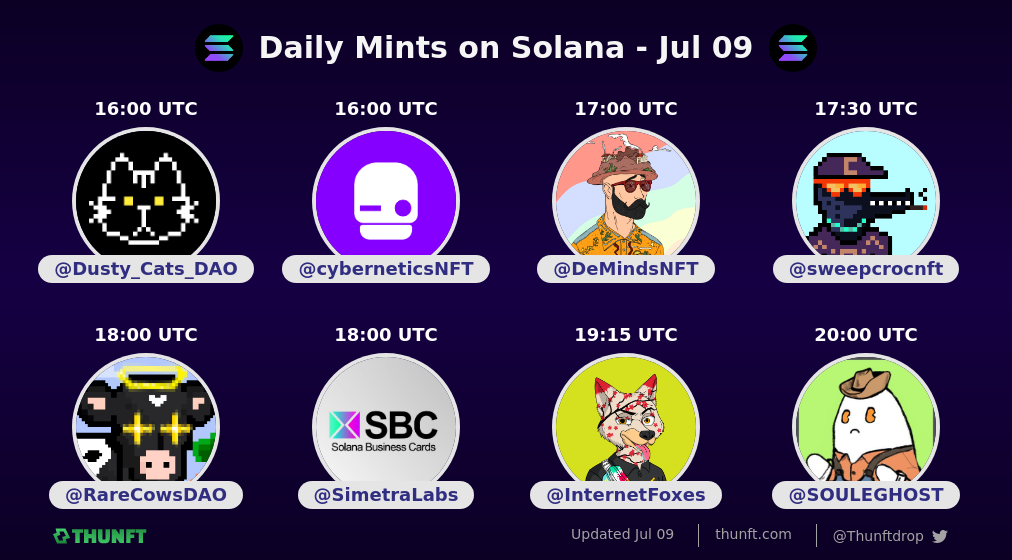 Daily Mints on Solana - Jul 09
16:00 UTC
16:00 UTC
17:00 UTC
17:30 UTC
@Dusty_Cats_DAO
@cyberneticsNFT
@DeMindsNFT
@sweepcrocnft
18:00 UTC
18:00 UTC
19:15 UTC
20:00 UTC
SBC
Solana Business Cards
@RareCowsDAO
@SimetraLabs
@InternetFoxes
@SOULEGHOST
THUNFT
Updated Jul 09
thunft.com
@Thunftdrop